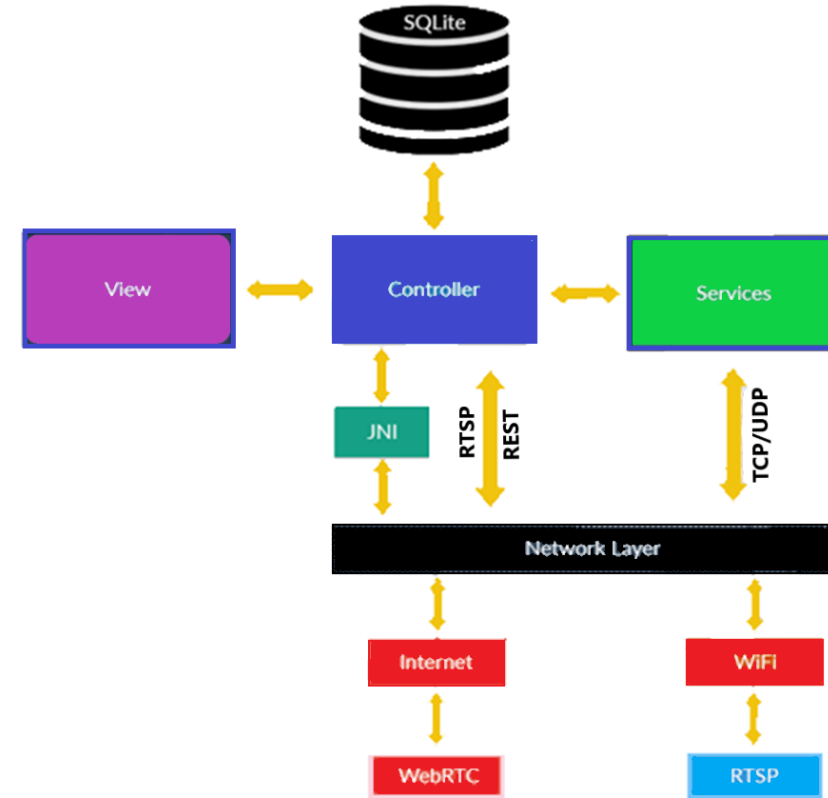 SQLite
View
Controller
Services
JNI
RTSP
REST
TCP/UDP
Network Layer
Internet
WiFi
WebRTC
RTSP